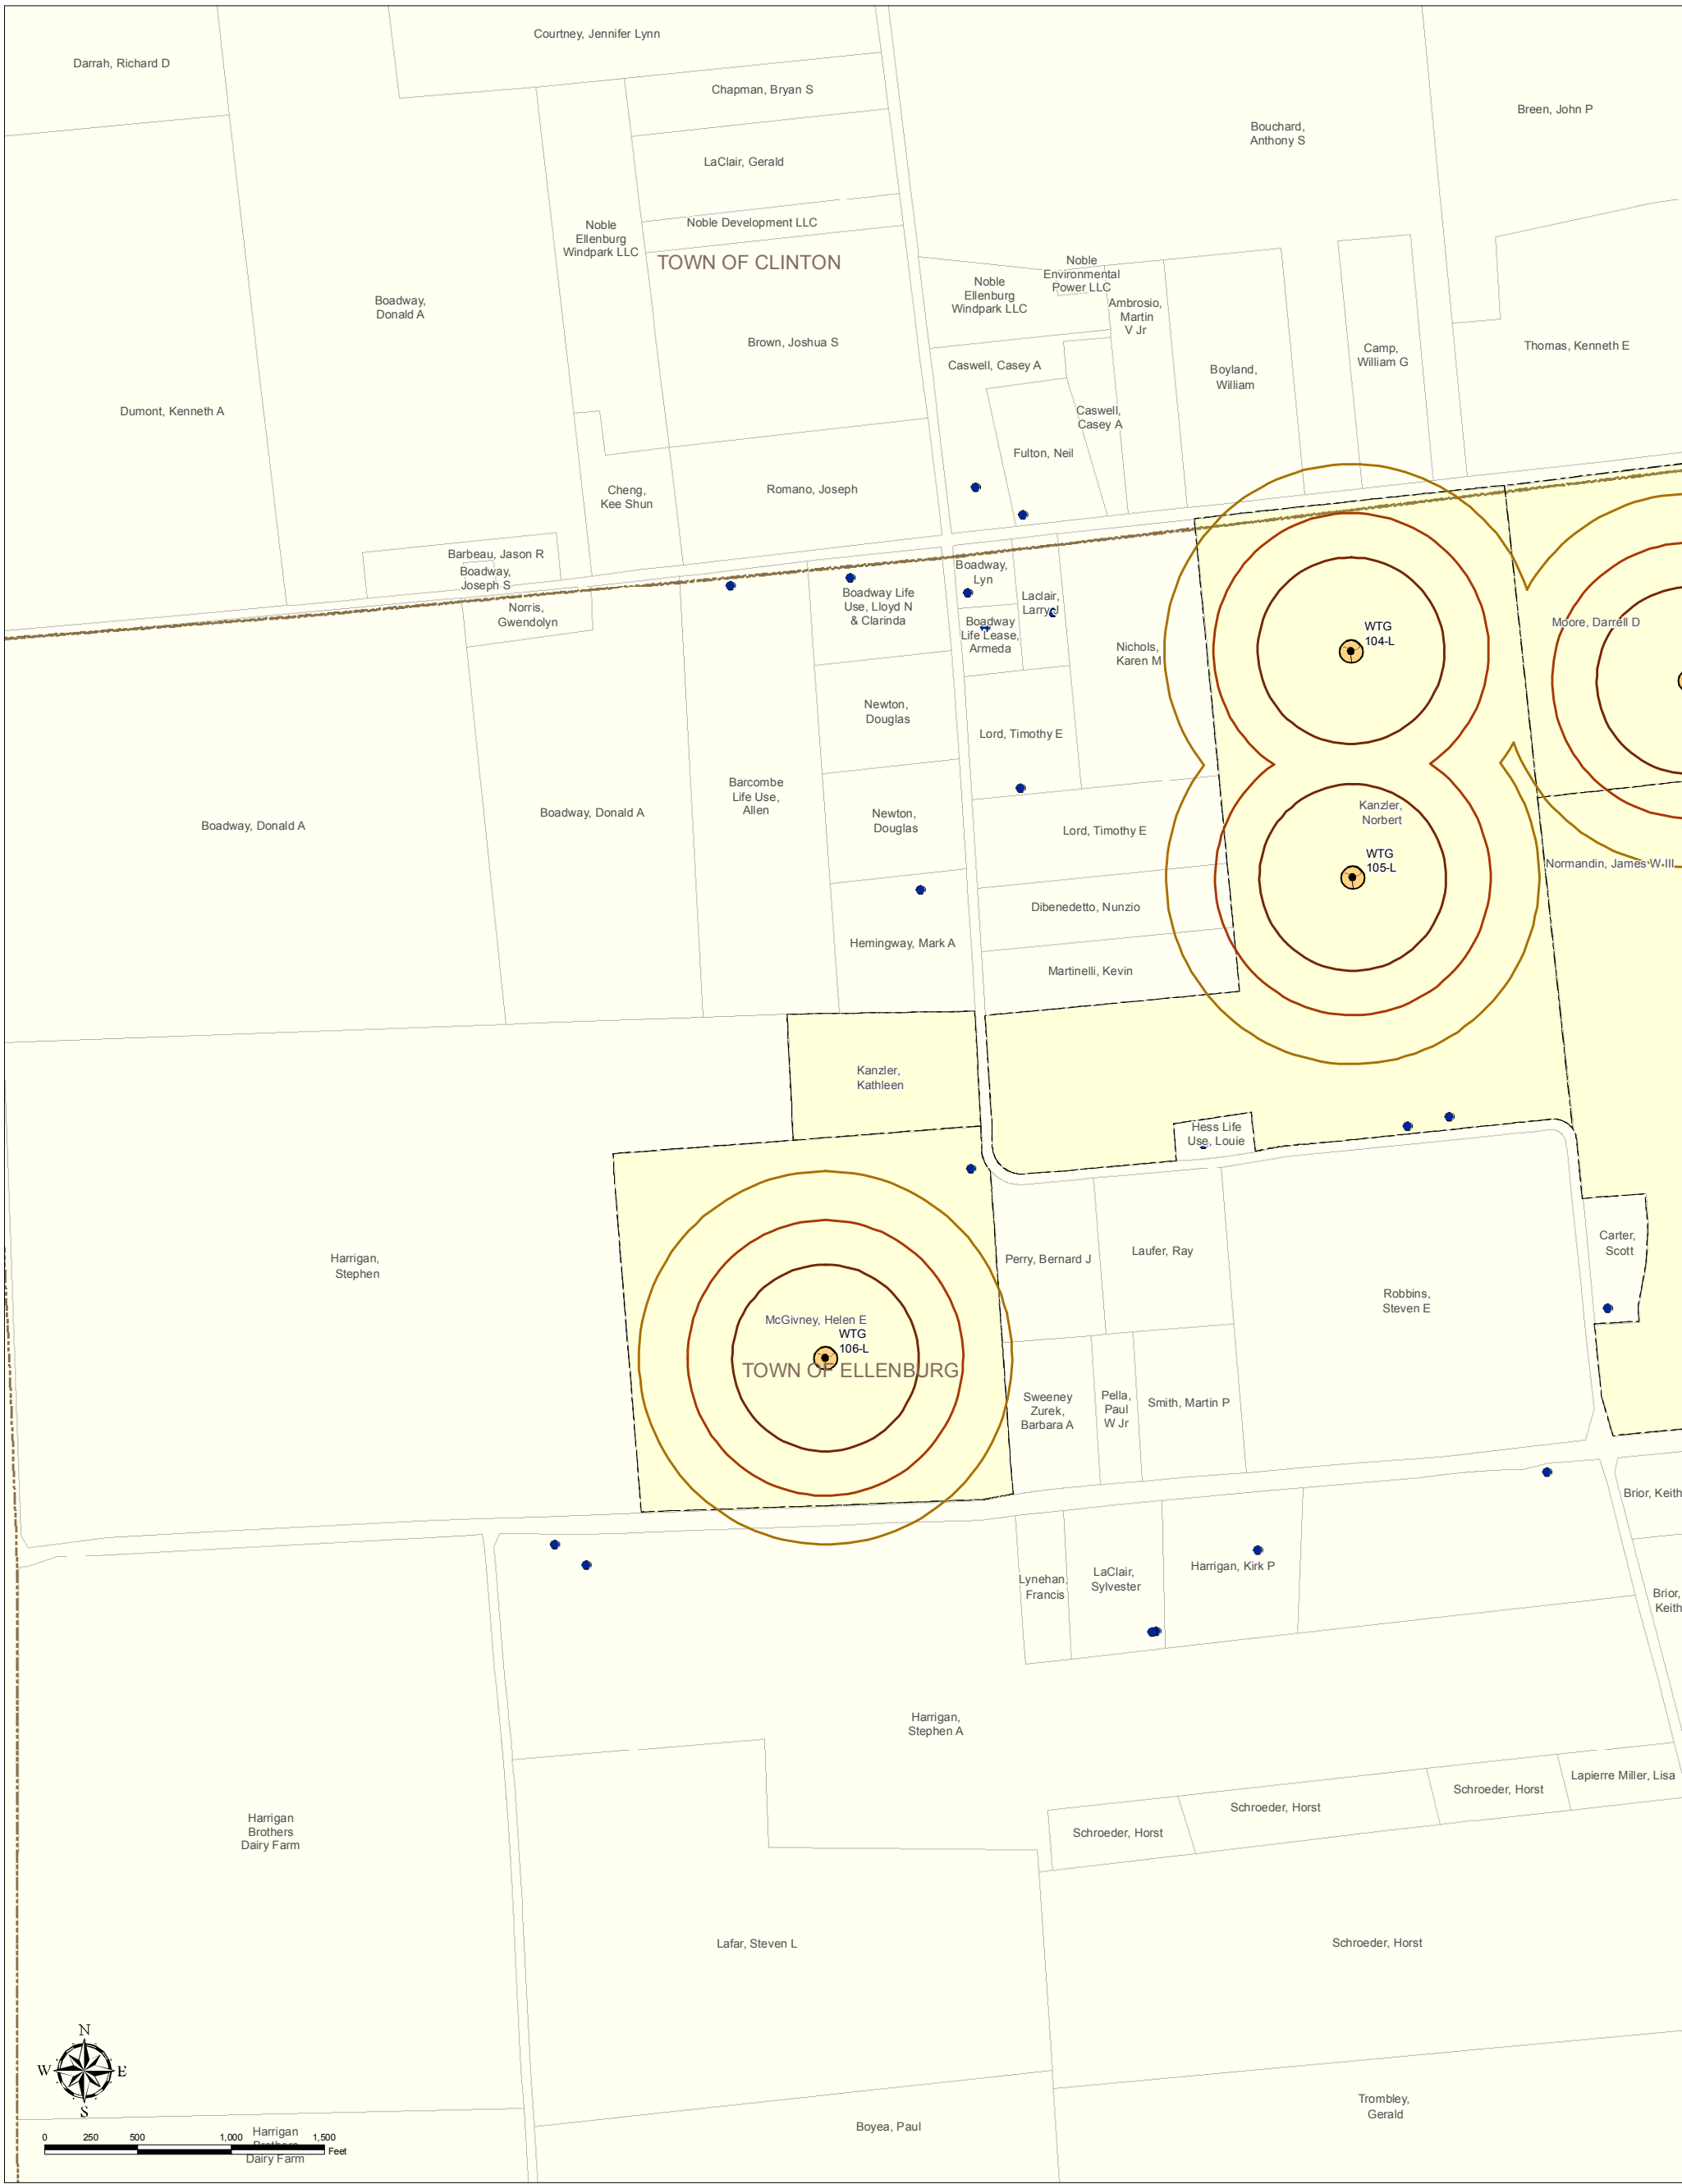 Courtney, Jennifer Lynn
Darrah, Richard D
Chapman, Bryan S
Breen, John P
Bouchard,
Anthony S
LaClair, Gerald
Noble
Ellenburg
Windpark LLC
Noble Development LLC
TOWN OF CLINTON
Noble
Environmental
Power LLC
Noble
Ellenburg
Windpark LLC
Ambrosio,
Martin
V Jr
Boadway,
Donald A
Brown, Joshua S
Camp,
William G
Thomas, Kenneth E
Caswell, Casey A
Boyland,
William
Dumont, Kenneth A
Caswell,
Casey A
Fulton, Neil
Cheng,
Kee Shun
Romano, Joseph
Barbeau, Jason R
Boadway,
Joseph S
Norris,
Gwendolyn
Boadway Life
Use, Lloyd N
& Clarinda
Boadway,
Lyn
Laclair,
Larry J
Boadway
Life Lease,
Armeda
Nichols,
Karen M
WTG
104-L
Moore, Darrell D
Newton,
Douglas
Lord, Timothy E
Boadway, Donald A
Boadway, Donald A
Barcombe
Life Use,
Allen
Newton,
Douglas
Lord, Timothy E
Kanzler,
Norbert
WTG
105-L
Normandin, James W III
Dibenedetto, Nunzio
Hemingway, Mark A
Martinelli, Kevin
Kanzler,
Kathleen
Hess Life
Use, Louie
Harrigan,
Stephen
Perry, Bernard J
Laufer, Ray
Carter,
Scott
Robbins,
Steven E
McGivney, Helen E
WTG
106-L
TOWN OF ELLENBURG
Sweeney
Zurek,
Barbara A
Pella,
Paul
W Jr
Smith, Martin P
Brior, Keith
Lynehan,
Francis
LaClair,
Sylvester
Harrigan, Kirk P
Brior,
Keith
Harrigan,
Stephen A
Lapierre Miller, Lisa
Schroeder, Horst
Schroeder, Horst
Schroeder, Horst
Harrigan
Brothers
Dairy Farm
Lafar, Steven L
Schroeder, Horst
N
W E
S
Trombley,
Gerald
Boyea, Paul
Harrigan
Brothers
Dairy Farm
0 250 500 1,000 1,500
Feet